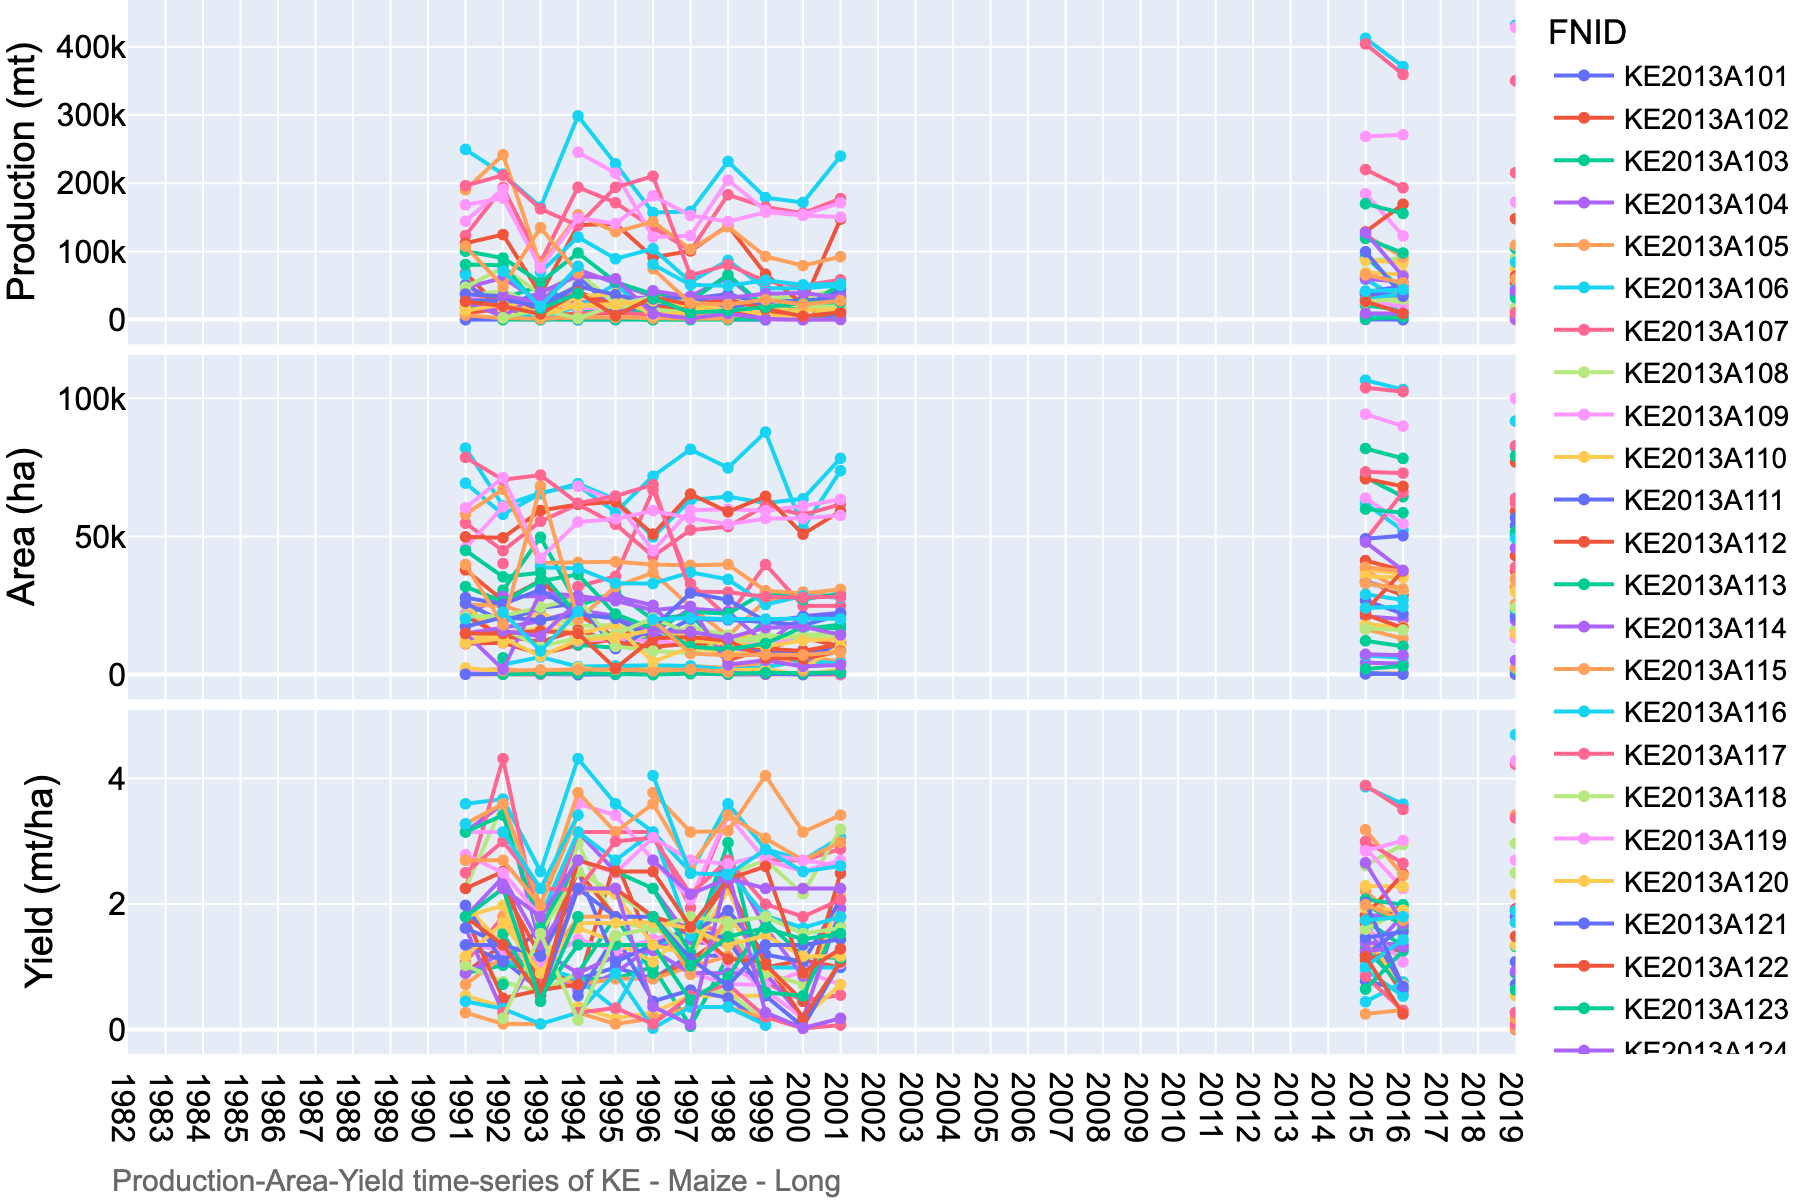 Production (mt)
400k
300k
200k
100k
0
Area (ha)
100k
50k
0
Yield (mt/ha)
4
2
0
1982
1983
1984
1985
1986
1987
1988
1989
1990
1991
1992
1993
1994
1995
1996
1997
1998
1999
2000
2001
2002
2003
2004
2005
2006
2007
2008
2009
2010
2011
2012
2013
2014
2015
2016
2017
2018
2019
Production-Area-Yield time-series of KE - Maize - Long
FNID
KE2013A101
KE2013A102
KE2013A103
KE2013A104
KE2013A105
KE2013A106
KE2013A107
KE2013A108
KE2013A109
KE2013A110
KE2013A111
KE2013A112
KE2013A113
KE2013A114
KE2013A115
KE2013A116
KE2013A117
KE2013A118
KE2013A119
KE2013A120
KE2013A121
KE2013A122
KE2013A123
KE2013A124